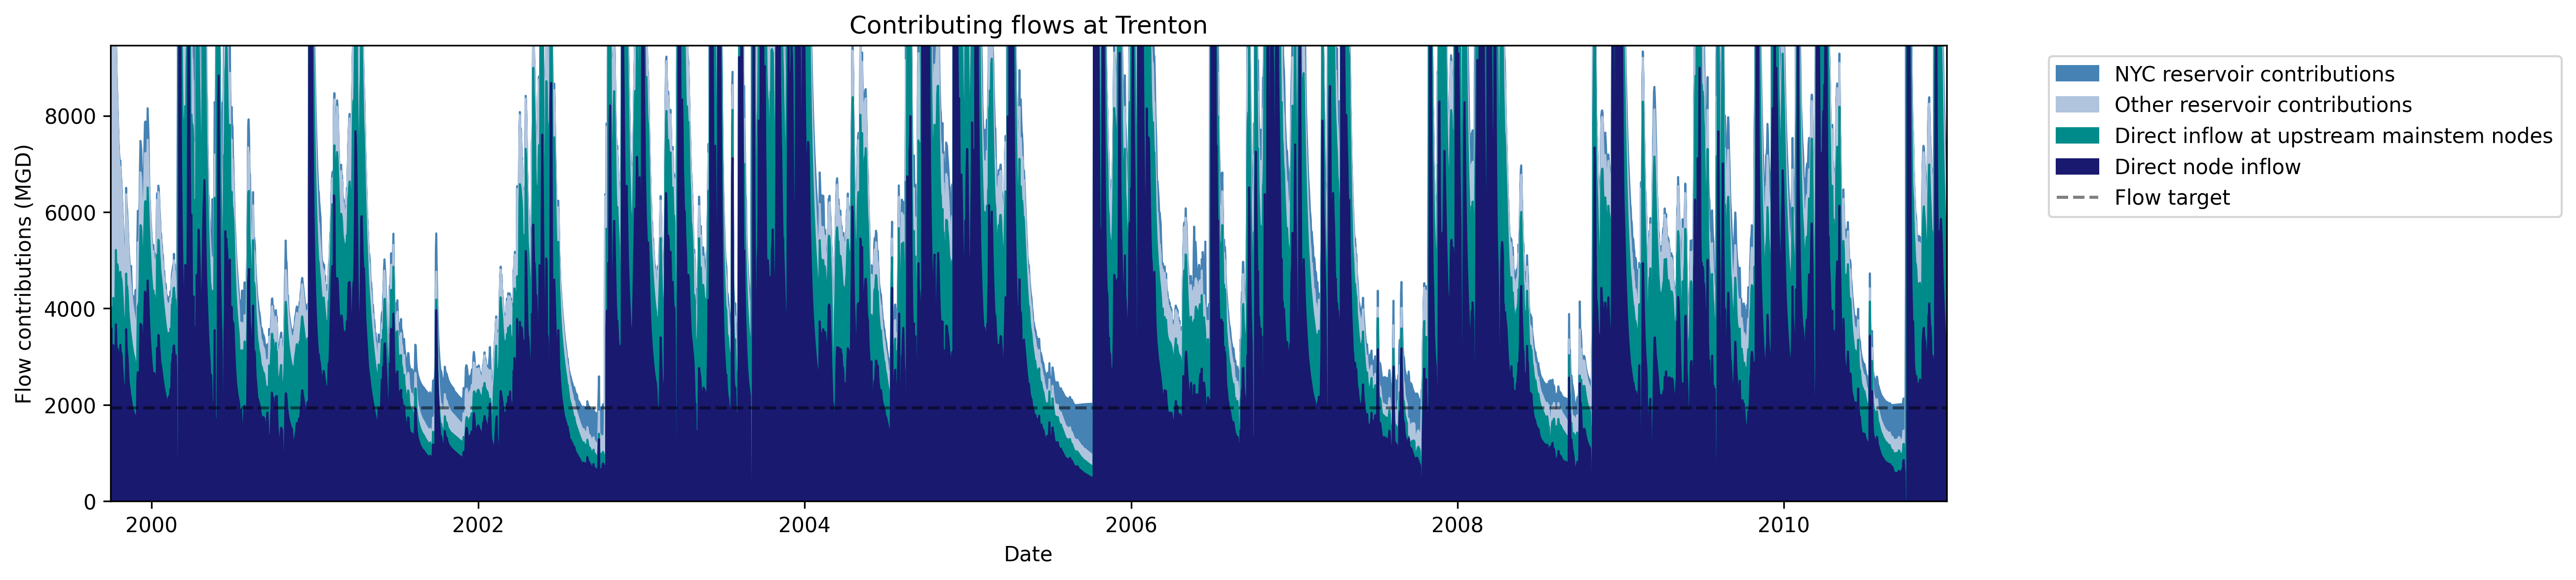 Contributing flows at Trenton
Flow contributions (MGD)
8000
6000
4000
2000
0
2000
2002
2004
2006
2008
2010
Date
NYC reservoir contributions
Other reservoir contributions
Direct inflow at upstream mainstem nodes
Direct node inflow
Flow target